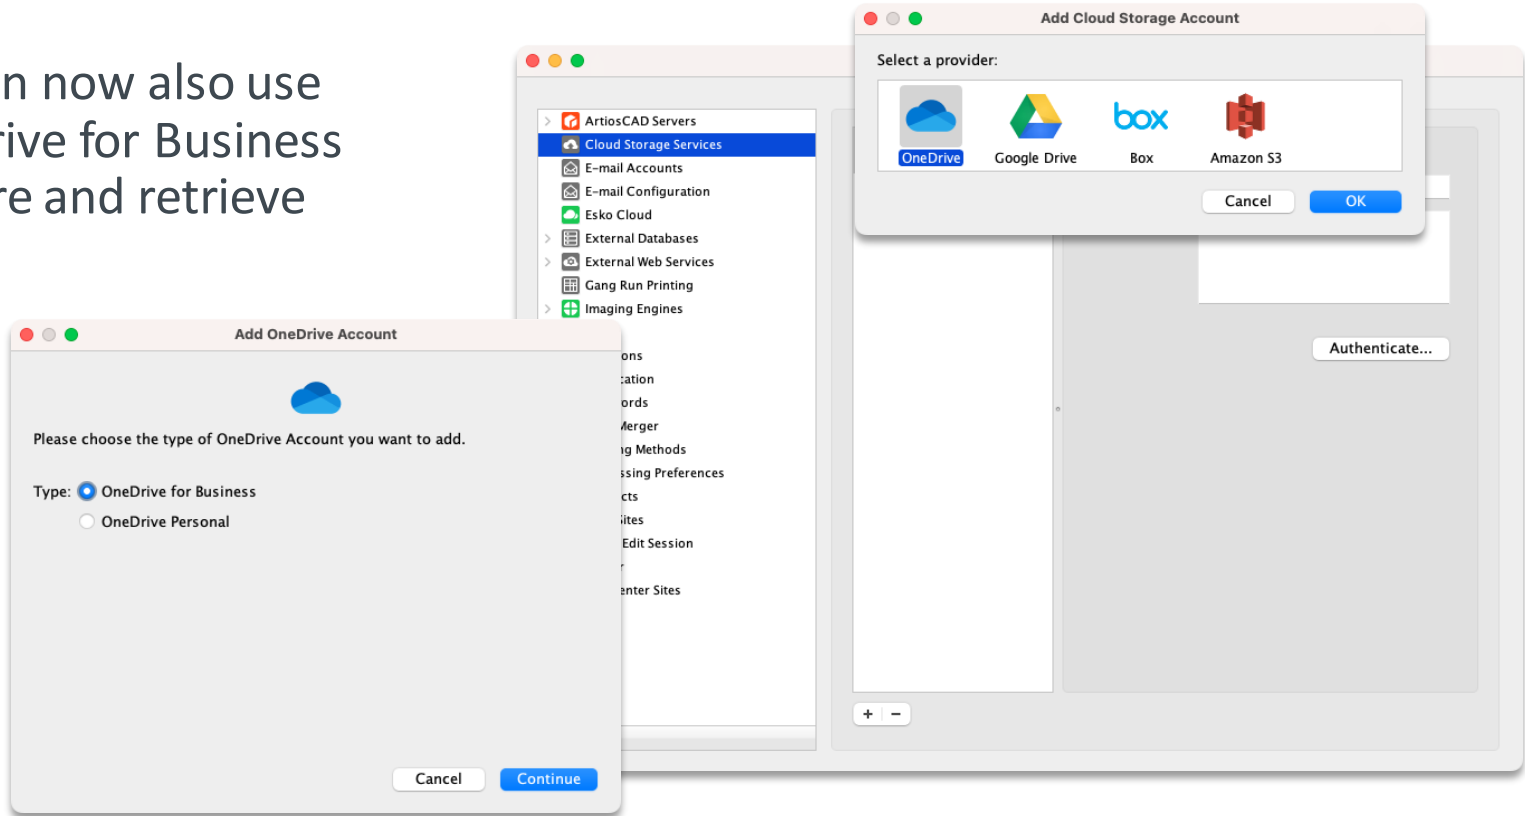 n now also use
rive for Business
re and retrieve
Add Cloud Storage Account
Select a provider:
OneDrive
Google Drive
box
Box
Amazon S3
Cancel
OK
ArtiosCAD Servers
Cloud Storage Services
E-mail Accounts
E-mail Configuration
Esko Cloud
External Databases
External Web Services
Gang Run Printing
Imaging Engines
ons
cation
ords
Merger
ng Methods
ssing Preferences
cts
Sites
Edit Session
r
enter Sites
Authenticate...
+ −
Add OneDrive Account
Please choose the type of OneDrive Account you want to add.
Type: OneDrive for Business
OneDrive Personal
Cancel
Continue